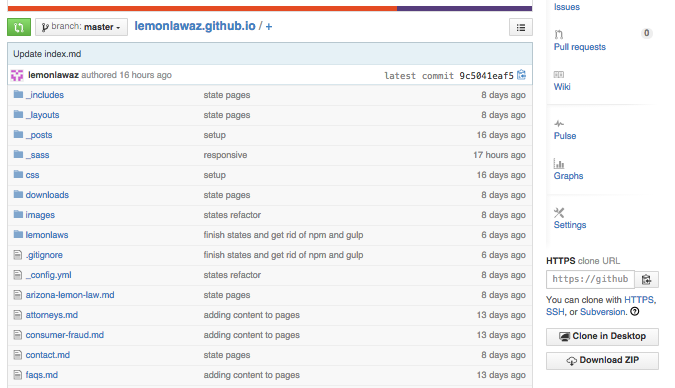 branch: master
lemonlawaz.github.io / +
Update index.md
lemonlawaz authored 16 hours ago
latest commit 9c5041eaf5
_includes state pages 8 days ago
_layouts state pages 8 days ago
_posts setup 16 days ago
_sass responsive 17 hours ago
css setup 16 days ago
downloads state pages 8 days ago
images states refactor 8 days ago
lemonlaws finish states and get rid of npm and gulp 6 days ago
.gitignore finish states and get rid of npm and gulp 6 days ago
_config.yml states refactor 8 days ago
arizona-lemon-law.md state pages 8 days ago
attorneys.md adding content to pages 13 days ago
consumer-fraud.md adding content to pages 13 days ago
contact.md state pages 8 days ago
faqs.md adding content to pages 13 days ago
Issues
Pull requests 0
Wiki
Pulse
Graphs
Settings
HTTPS clone URL
https://github
You can clone with HTTPS,
SSH, or Subversion.
Clone in Desktop
Download ZIP